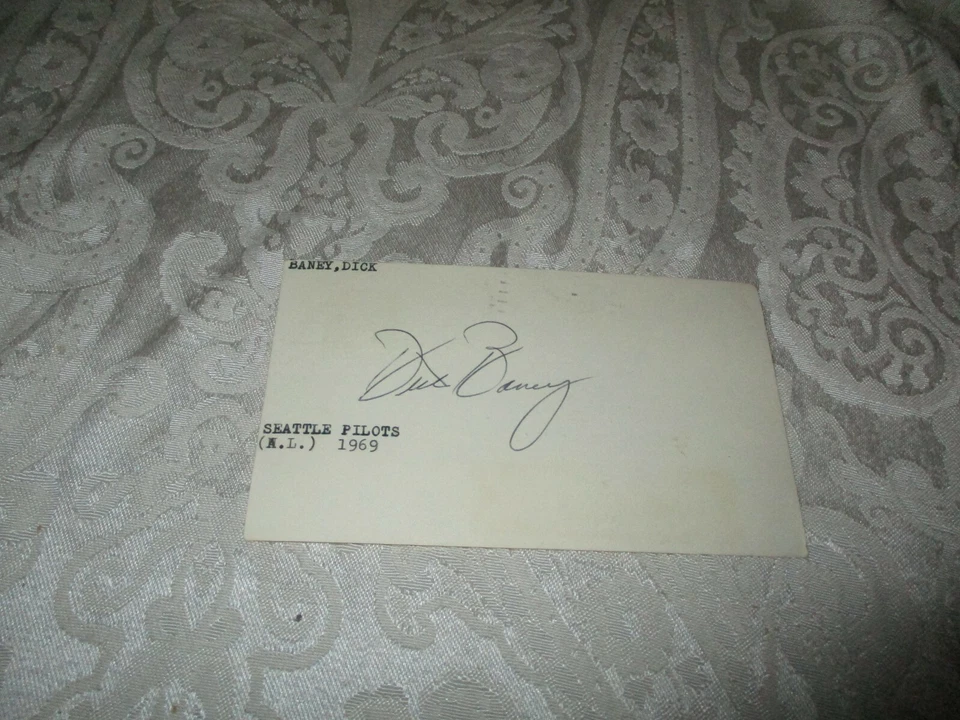 BANEY,DICK
Dick Baney
SEATTLE PILOTS
(A.L.) 1969